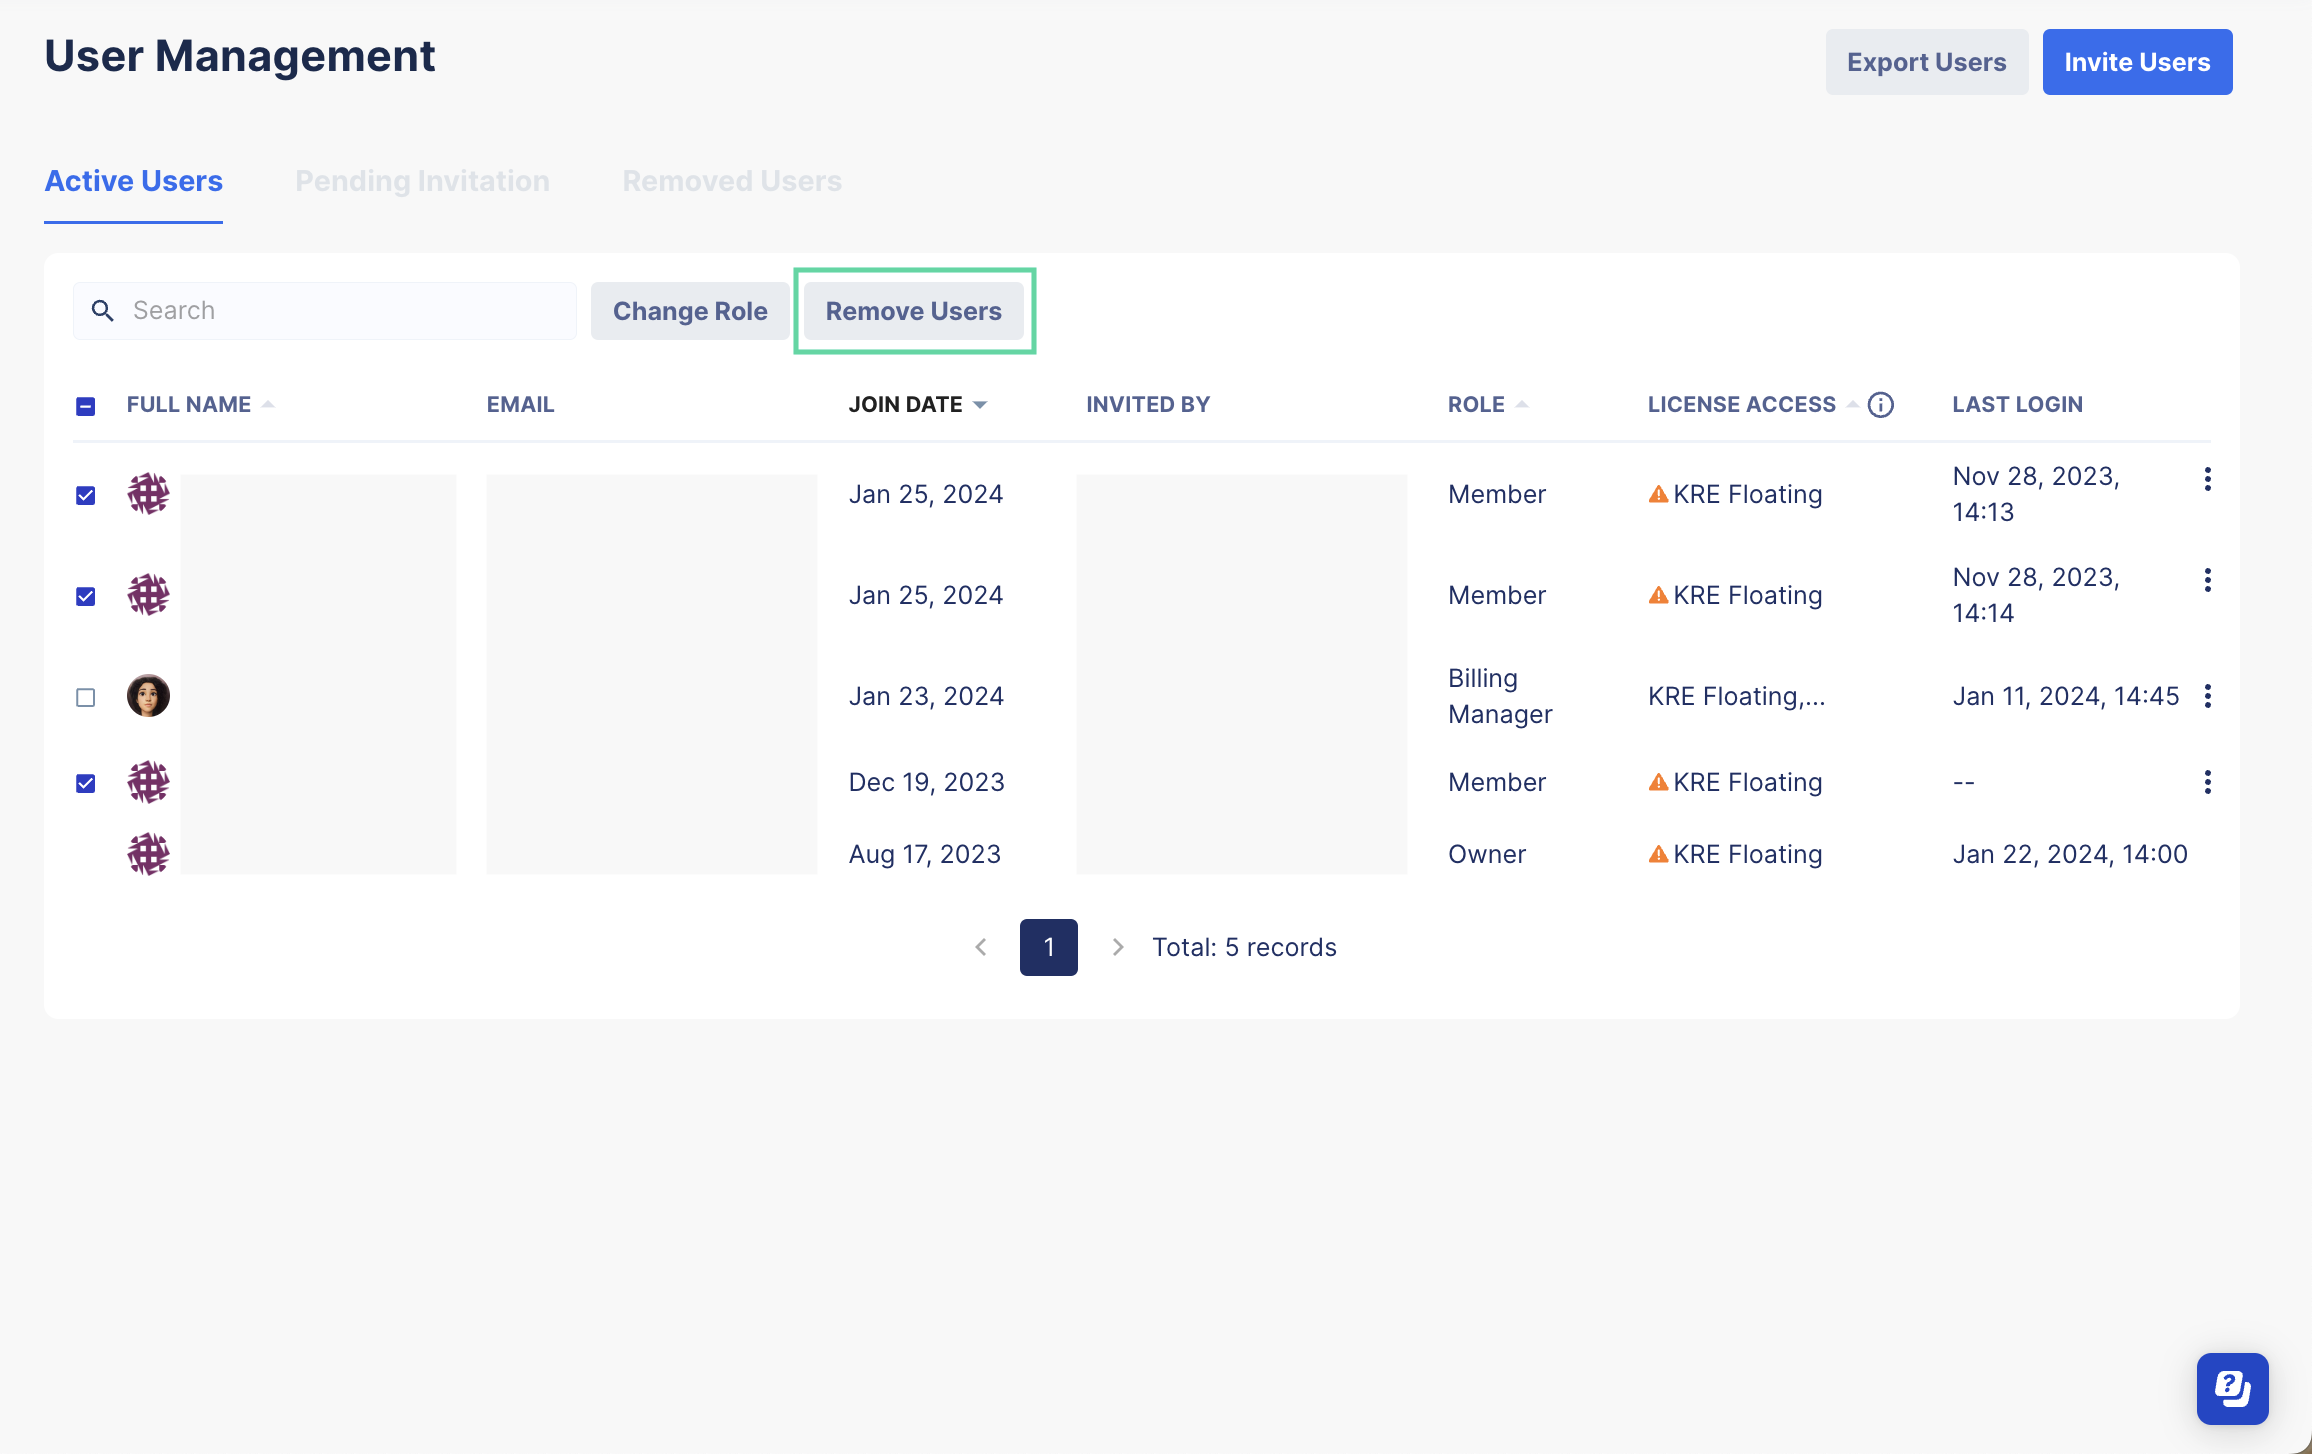 User Management
Export Users
Invite Users
Active Users
Pending Invitation
Removed Users
Search
Change Role
Remove Users
FULL NAME
EMAIL
JOIN DATE
INVITED BY
ROLE
LICENSE ACCESS
LAST LOGIN
Jan 25, 2024
Member
KRE Floating
Nov 28, 2023,
14:13
Jan 25, 2024
Member
KRE Floating
Nov 28, 2023,
14:14
Jan 23, 2024
Billing
Manager
KRE Floating,...
Jan 11, 2024, 14:45
Dec 19, 2023
Member
KRE Floating
--
Aug 17, 2023
Owner
KRE Floating
Jan 22, 2024, 14:00
1
Total: 5 records